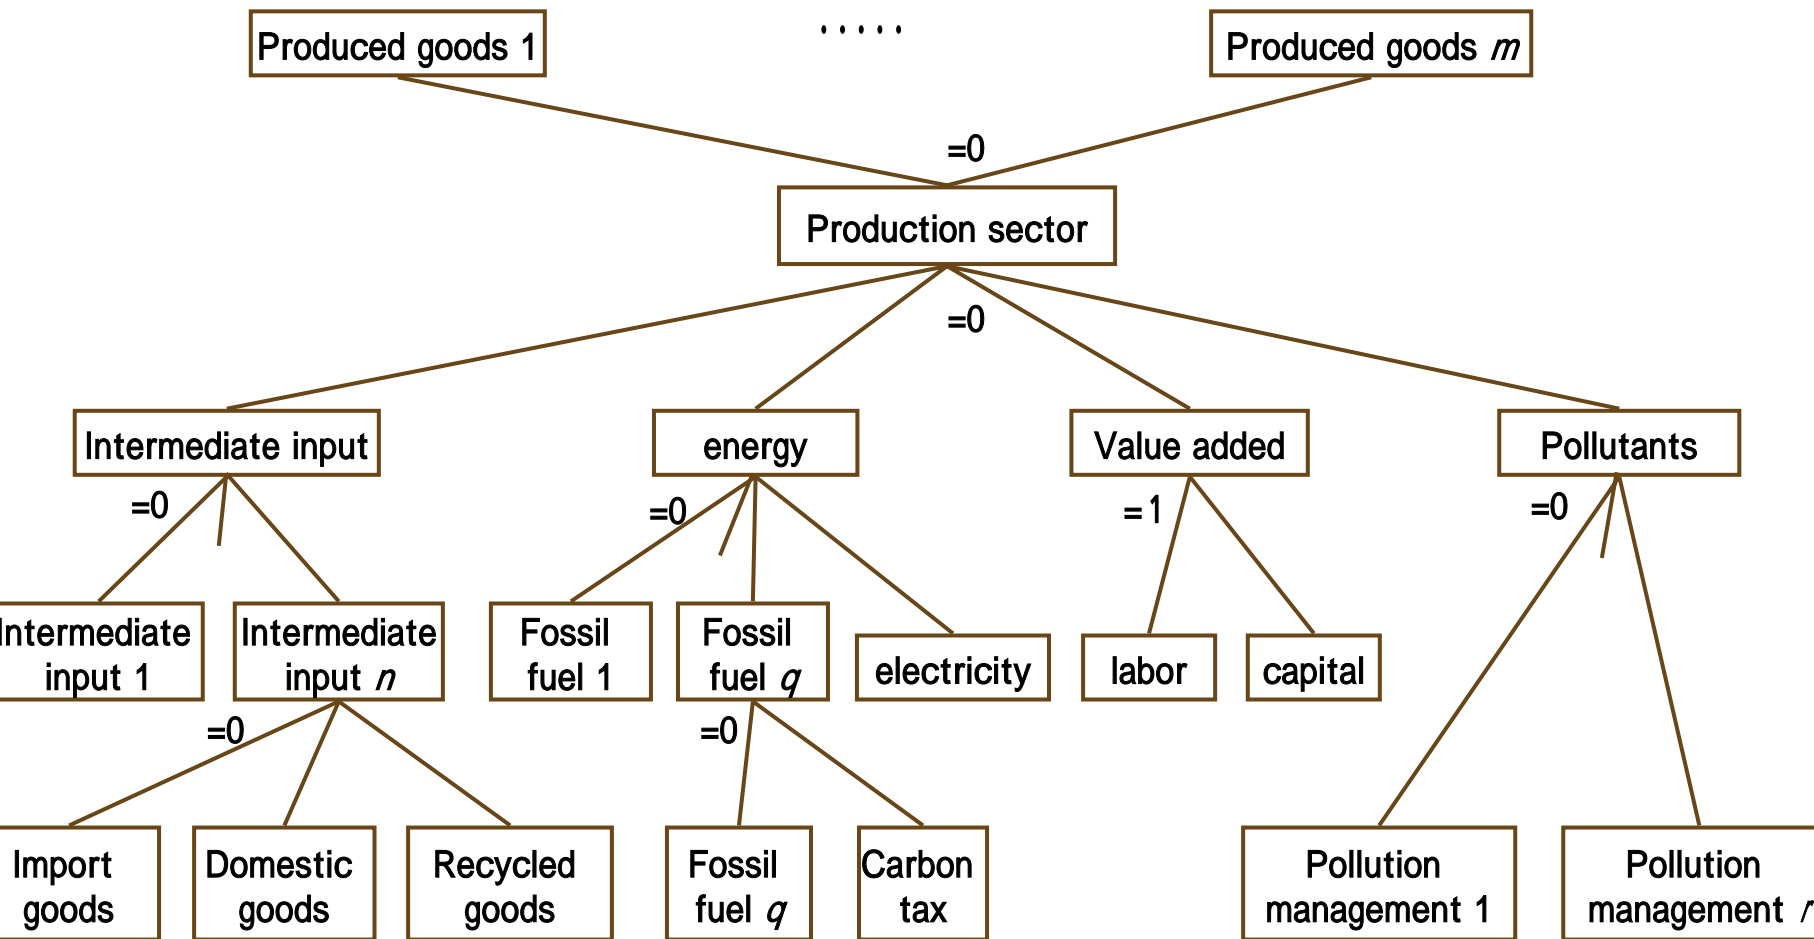 Produced goods 1
.....
Produced goods m
=0
Production sector
=0
Intermediate input
energy
Value added
Pollutants
=0
=0
=1
=0
Intermediate
input 1
Intermediate
input n
Fossil
fuel 1
Fossil
fuel q
electricity
labor
capital
=0
=0
Import
goods
Domestic
goods
Recycled
goods
Fossil
fuel q
Carbon
tax
Pollution
management 1
Pollution
management r